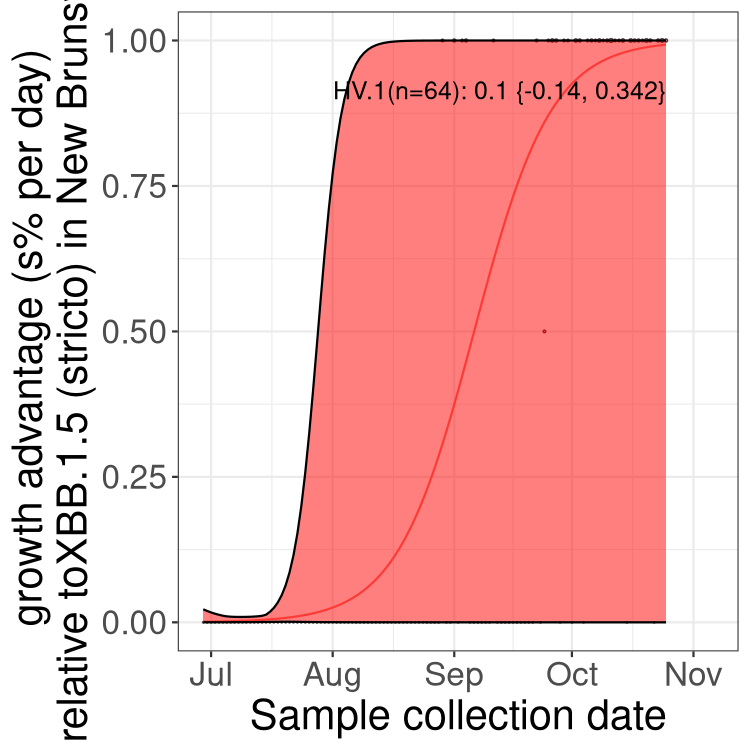 growth advantage (s% per day)
relative toXBB.1.5 (stricto) in New Bruns
1.00
0.75
0.50
0.25
0.00
HV.1(n=64): 0.1 {-0.14, 0.342}
Jul Aug Sep Oct Nov
Sample collection date